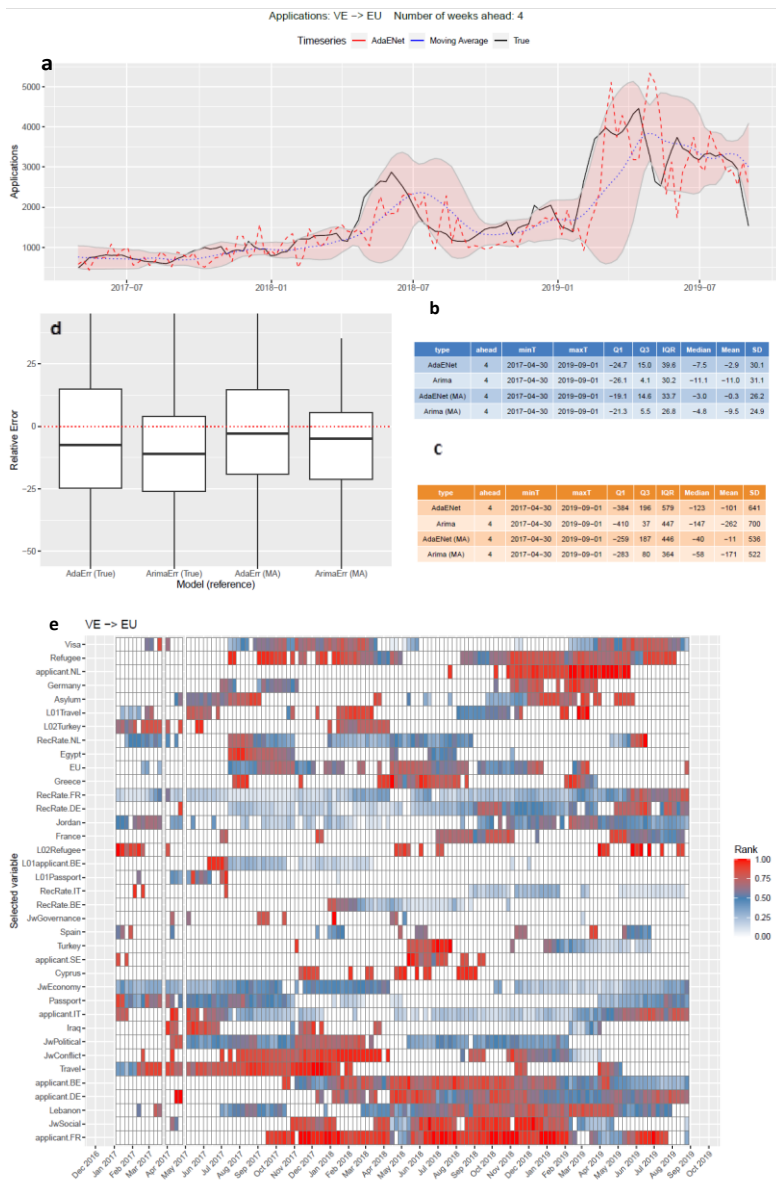 Applications: VE -> EU Number of weeks ahead: 4
Timeseries AdaENet Moving Average True
a
Applications
5000
4000
3000
2000
1000
2017-07 2018-01 2018-07 2019-01 2019-07
d
Relative Error
25
0
-25
-50
AdaErr (True) ArimaErr (True) AdaErr (MA) ArimaErr (MA)
Model (reference)
b
type ahead minT maxT Q1 Q3 IQR Median Mean SD
AdaENet 4 2017-04-30 2019-09-01 -24.7 15.0 39.6 -7.5 -2.9 30.1
Arima 4 2017-04-30 2019-09-01 -26.1 4.1 30.2 -11.1 -11.0 31.1
AdaENet (MA) 4 2017-04-30 2019-09-01 -19.1 14.6 33.7 -3.0 -0.3 26.2
Arima (MA) 4 2017-04-30 2019-09-01 -21.3 5.5 26.8 -4.8 -9.5 24.9
c
type ahead minT maxT Q1 Q3 IQR Median Mean SD
AdaENet 4 2017-04-30 2019-09-01 -384 196 579 -123 -101 641
Arima 4 2017-04-30 2019-09-01 -410 37 447 -147 -262 700
AdaENet (MA) 4 2017-04-30 2019-09-01 -259 187 446 -40 -11 536
Arima (MA) 4 2017-04-30 2019-09-01 -283 80 364 -58 -171 522
e VE -> EU
Selected variable
Visa
Refugee
applicant.NL
Germany
Asylum
L01Travel
L02Turkey
RecRate.NL
Egypt
EU
Greece
RecRate.FR
RecRate.DE
Jordan
France
L02Refugee
L01applicant.BE
L01Passport
RecRate.IT
RecRate.BE
JwGovernance
Spain
Turkey
applicant.SE
Cyprus
JwEconomy
Passport
applicant.IT
Iraq
JwPolitical
JwConflict
Travel
applicant.BE
applicant.DE
Lebanon
JwSocial
applicant.FR
Dec 2016 Jan 2017 Feb 2017 Mar 2017 Apr 2017 May 2017 Jun 2017 Jul 2017 Aug 2017 Sep 2017 Oct 2017 Nov 2017 Dec 2017 Jan 2018 Feb 2018 Mar 2018 Apr 2018 May 2018 Jun 2018 Jul 2018 Aug 2018 Sep 2018 Oct 2018 Nov 2018 Dec 2018 Jan 2019 Feb 2019 Mar 2019 Apr 2019 May 2019 Jun 2019 Jul 2019 Aug 2019 Sep 2019 Oct 2019
Rank
1.00
0.75
0.50
0.25
0.00